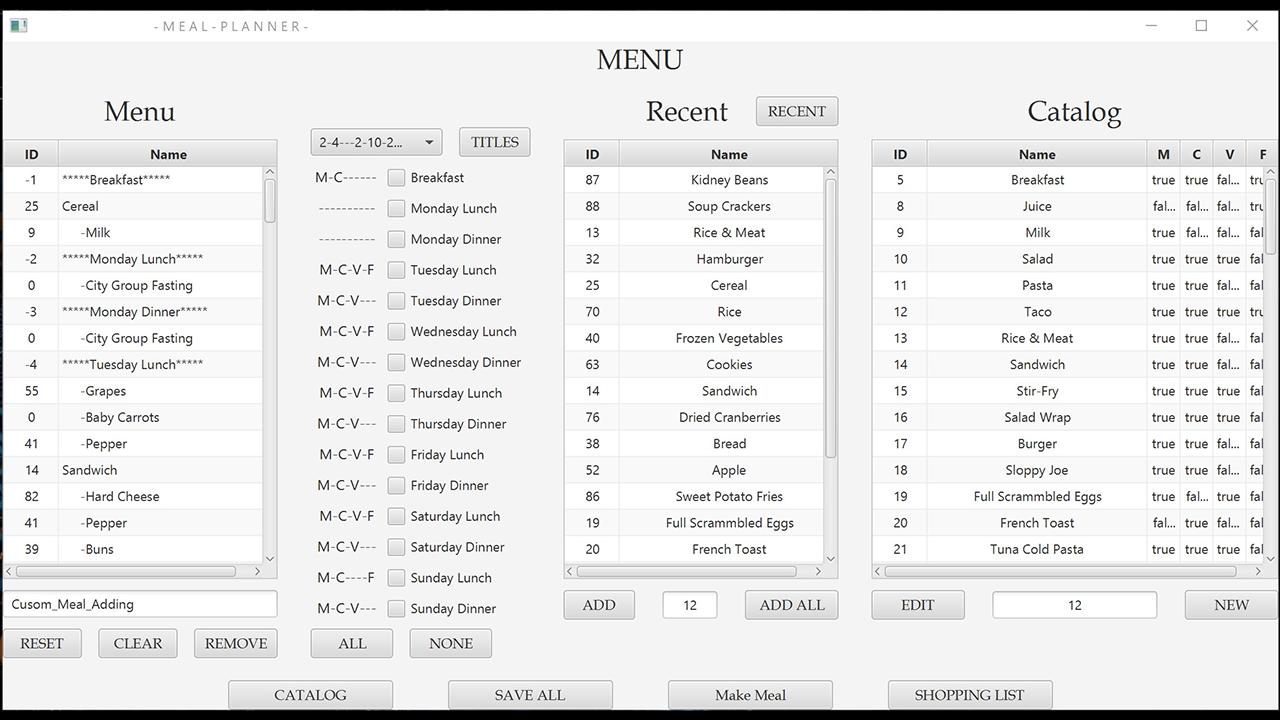 -MEAL-PLANNER-
MENU
Menu
ID Name
-1 *****Breakfast*****
25 Cereal
9 -Milk
-2 *****Monday Lunch*****
0 -City Group Fasting
-3 *****Monday Dinner*****
0 -City Group Fasting
-4 *****Tuesday Lunch*****
55 -Grapes
0 -Baby Carrots
41 -Pepper
14 Sandwich
82 -Hard Cheese
41 -Pepper
39 -Buns
Cusom_Meal_Adding
RESET CLEAR REMOVE
2-4---2-10-2... TITLES
M-C------ Breakfast
---------- Monday Lunch
---------- Monday Dinner
M-C-V-F Tuesday Lunch
M-C-V--- Tuesday Dinner
M-C-V-F Wednesday Lunch
M-C-V--- Wednesday Dinner
M-C-V-F Thursday Lunch
M-C-V--- Thursday Dinner
M-C-V-F Friday Lunch
M-C-V--- Friday Dinner
M-C-V-F Saturday Lunch
M-C-V--- Saturday Dinner
M-C----F Sunday Lunch
M-C-V--- Sunday Dinner
ALL NONE
Recent RECENT
ID Name
87 Kidney Beans
88 Soup Crackers
13 Rice & Meat
32 Hamburger
25 Cereal
70 Rice
40 Frozen Vegetables
63 Cookies
14 Sandwich
76 Dried Cranberries
38 Bread
52 Apple
86 Sweet Potato Fries
19 Full Scrammbled Eggs
20 French Toast
ADD 12 ADD ALL
Catalog
ID Name M C V F
5 Breakfast true true fal... tru
8 Juice fal... fal... fal... tru
9 Milk true fal... fal... fal
10 Salad true true true fal
11 Pasta true true true fal
12 Taco true true true tru
13 Rice & Meat true true true fal
14 Sandwich true true true fal
15 Stir-Fry true true true fal
16 Salad Wrap true true true fal
17 Burger true true true fal
18 Sloppy Joe true true fal... fal
19 Full Scrammbled Eggs true fal... true fal
20 French Toast fal... true fal... fal
21 Tuna Cold Pasta true true true fal
EDIT 12 NEW
CATALOG SAVE ALL Make Meal SHOPPING LIST